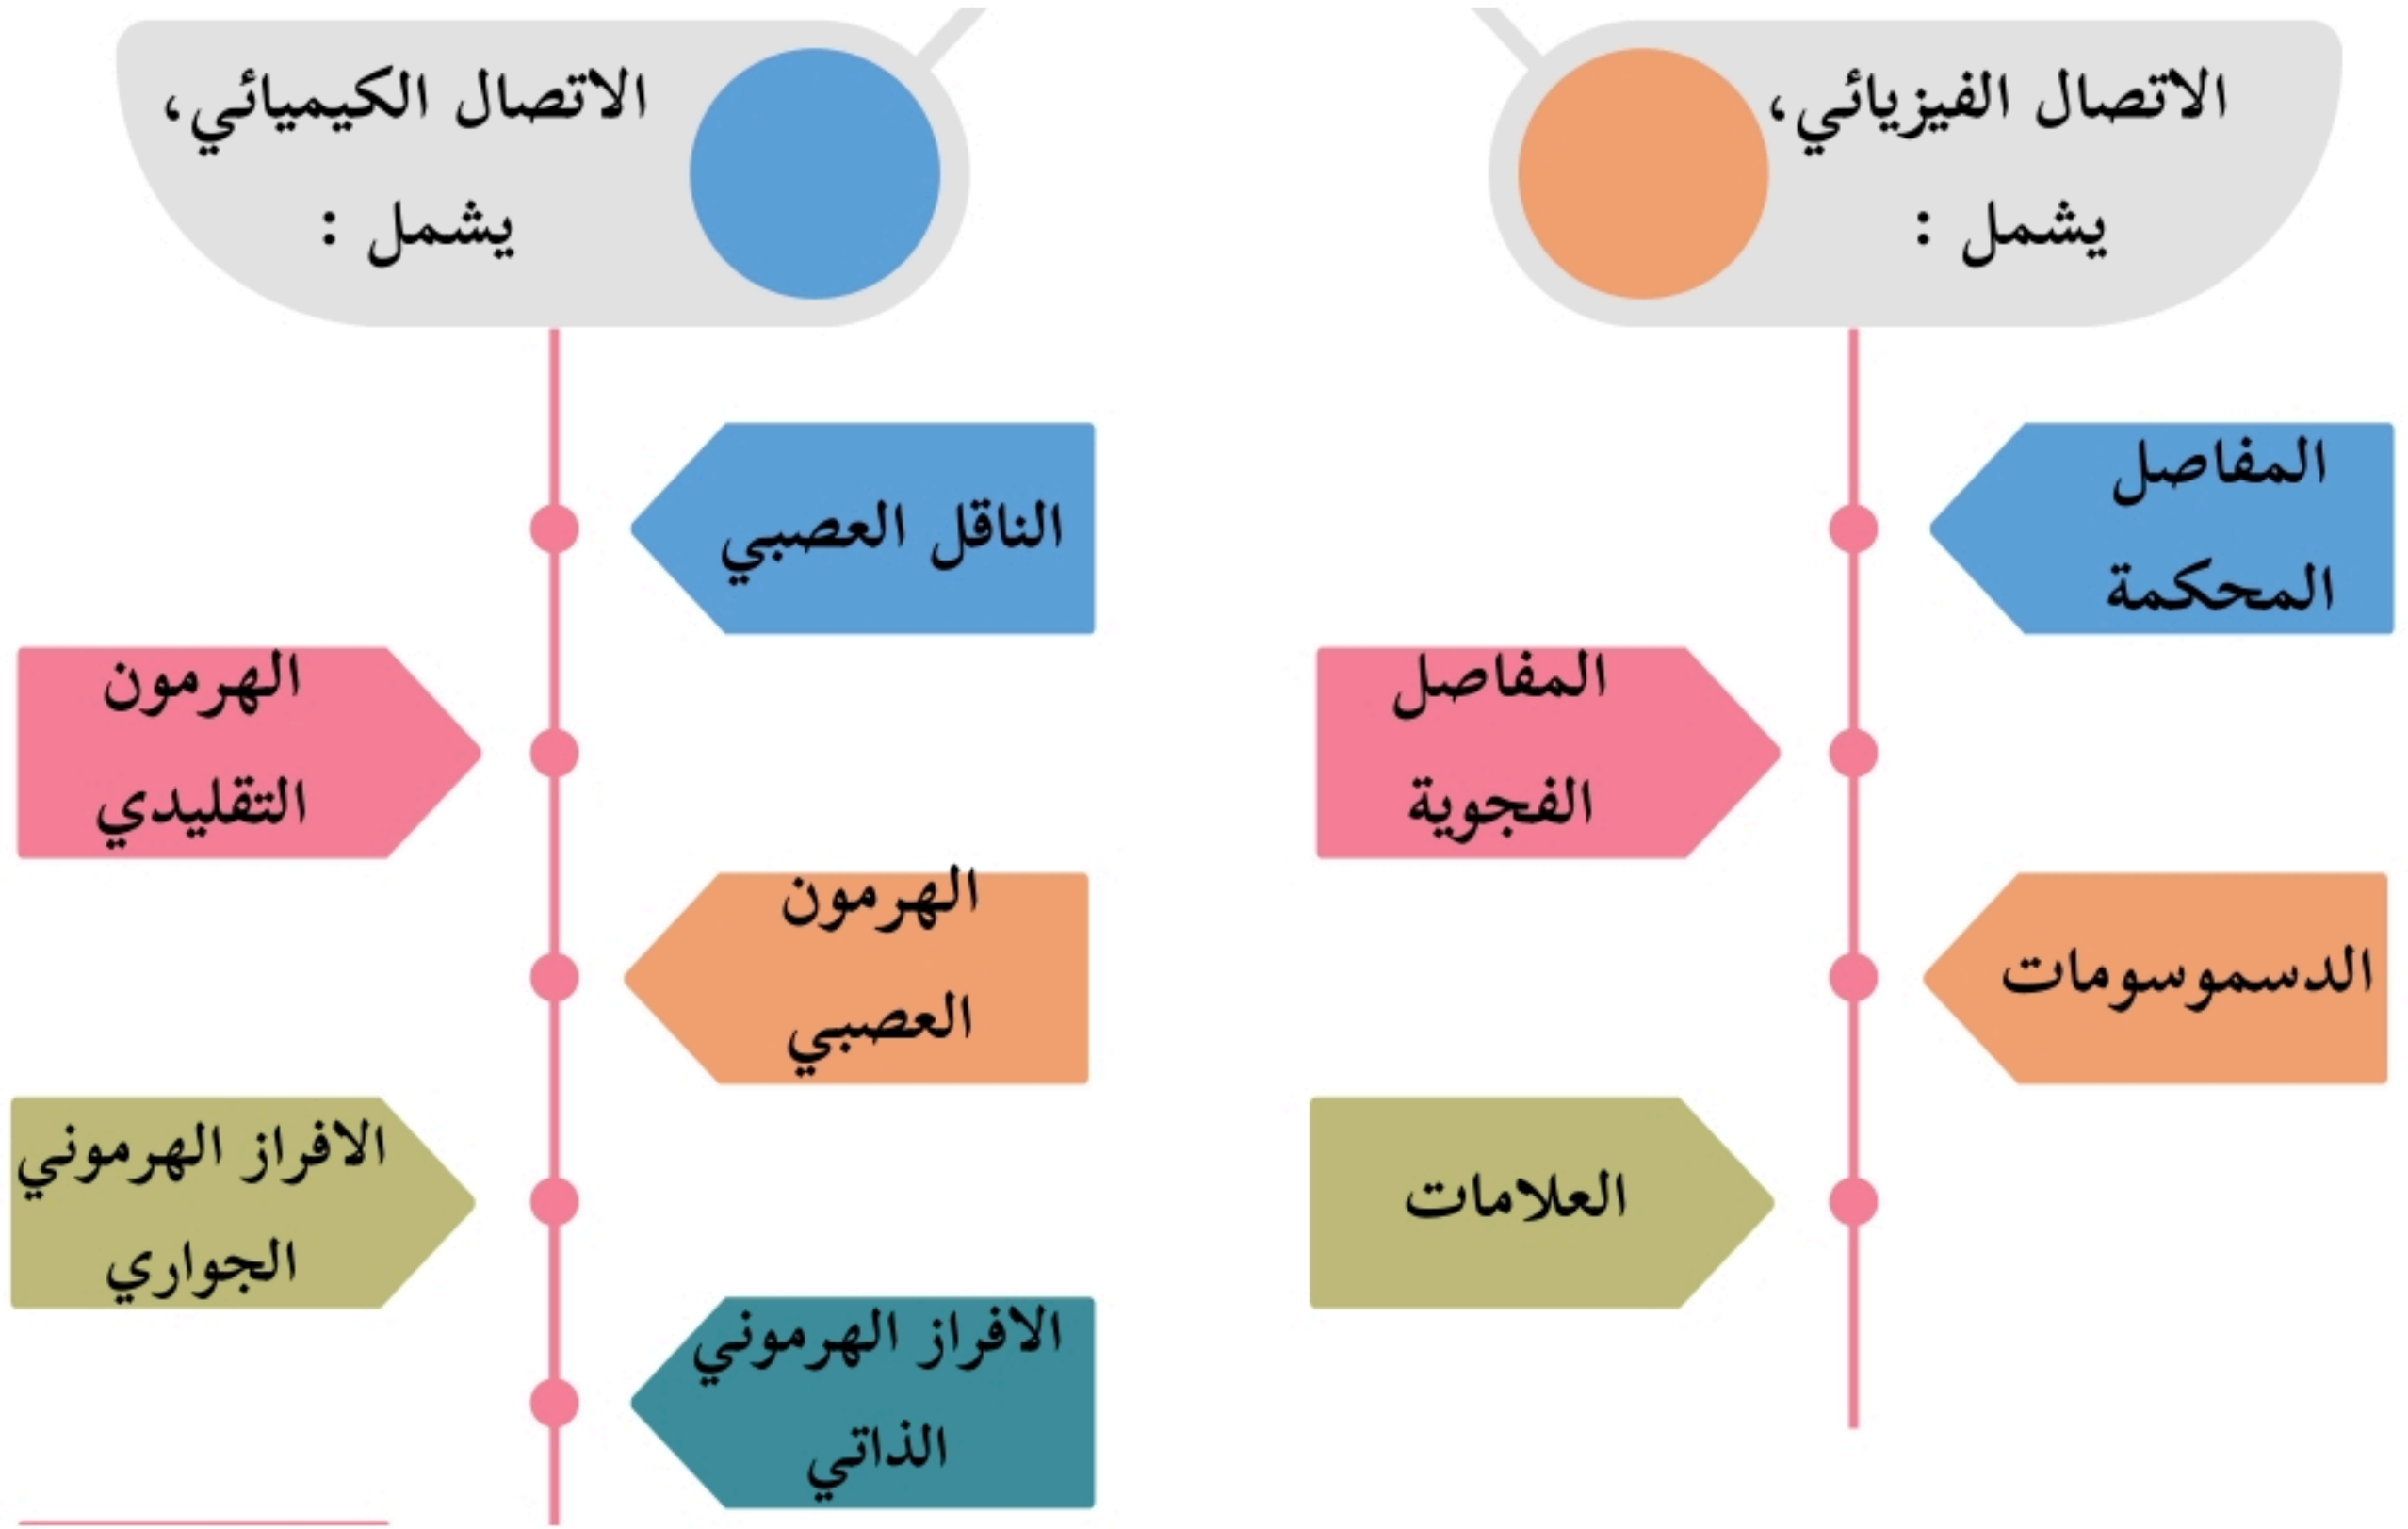 الاتصال الفيزيائي،
يشمل :
المفاصل
المحكمة
المفاصل
الفجوية
الدسموسومات
العلامات
الاتصال الكيميائي،
يشمل :
الناقل العصبي
الهرمون
التقليدي
الهرمون
العصبي
الافراز الهرموني
الجواري
الافراز الهرموني
الذاتي